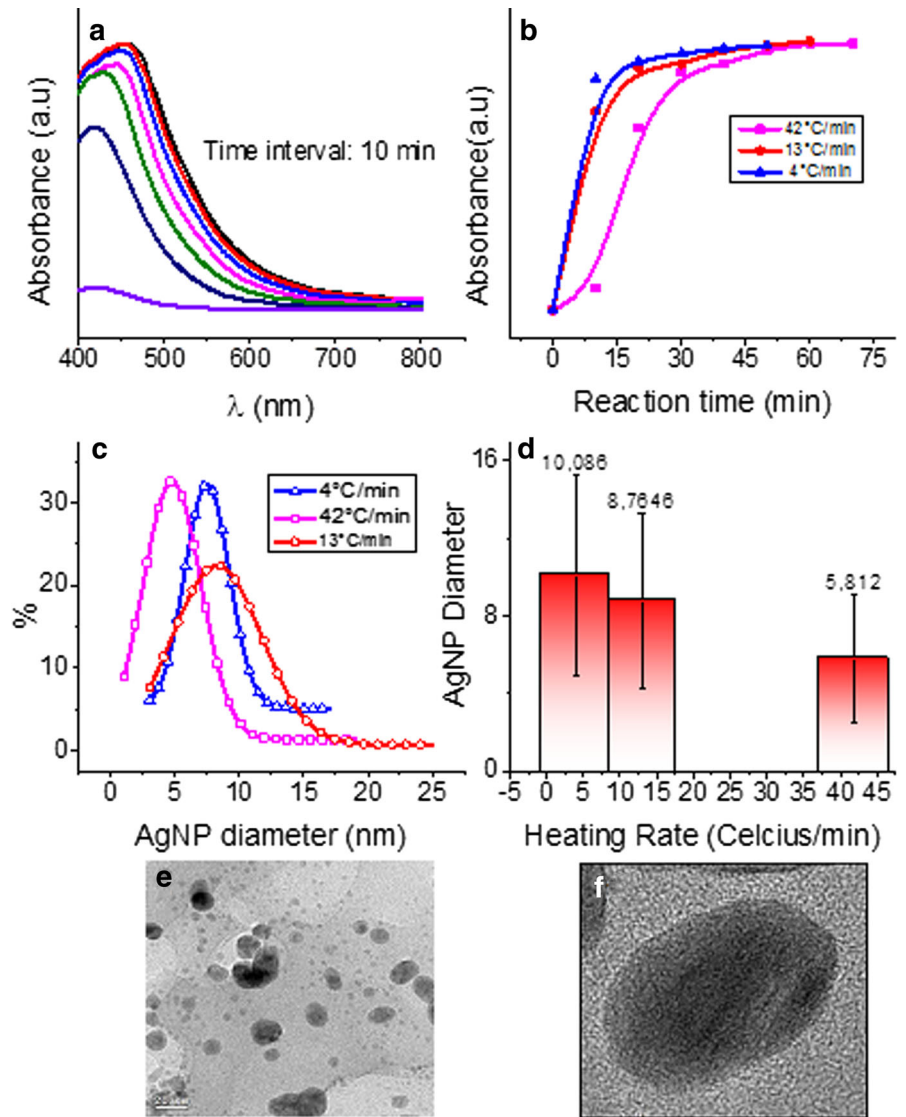 a
Absorbance (a.u)
Time interval: 10 min
400 500 600 700 800
λ (nm)
b
Absorbance(a.u)
42°C/min
13°C/min
4°C/min
0 15 30 45 60 75
Reaction time (min)
c
%
30
20
10
0
4°C/min
42°C/min
13°C/min
0 5 10 15 20 25
AgNP diameter (nm)
d
AgNP Diameter
16
8
0
10,086
8,7646
5,812
-5 0 5 10 15 20 25 30 35 40 45
Heating Rate (Celcius/min)
e
f